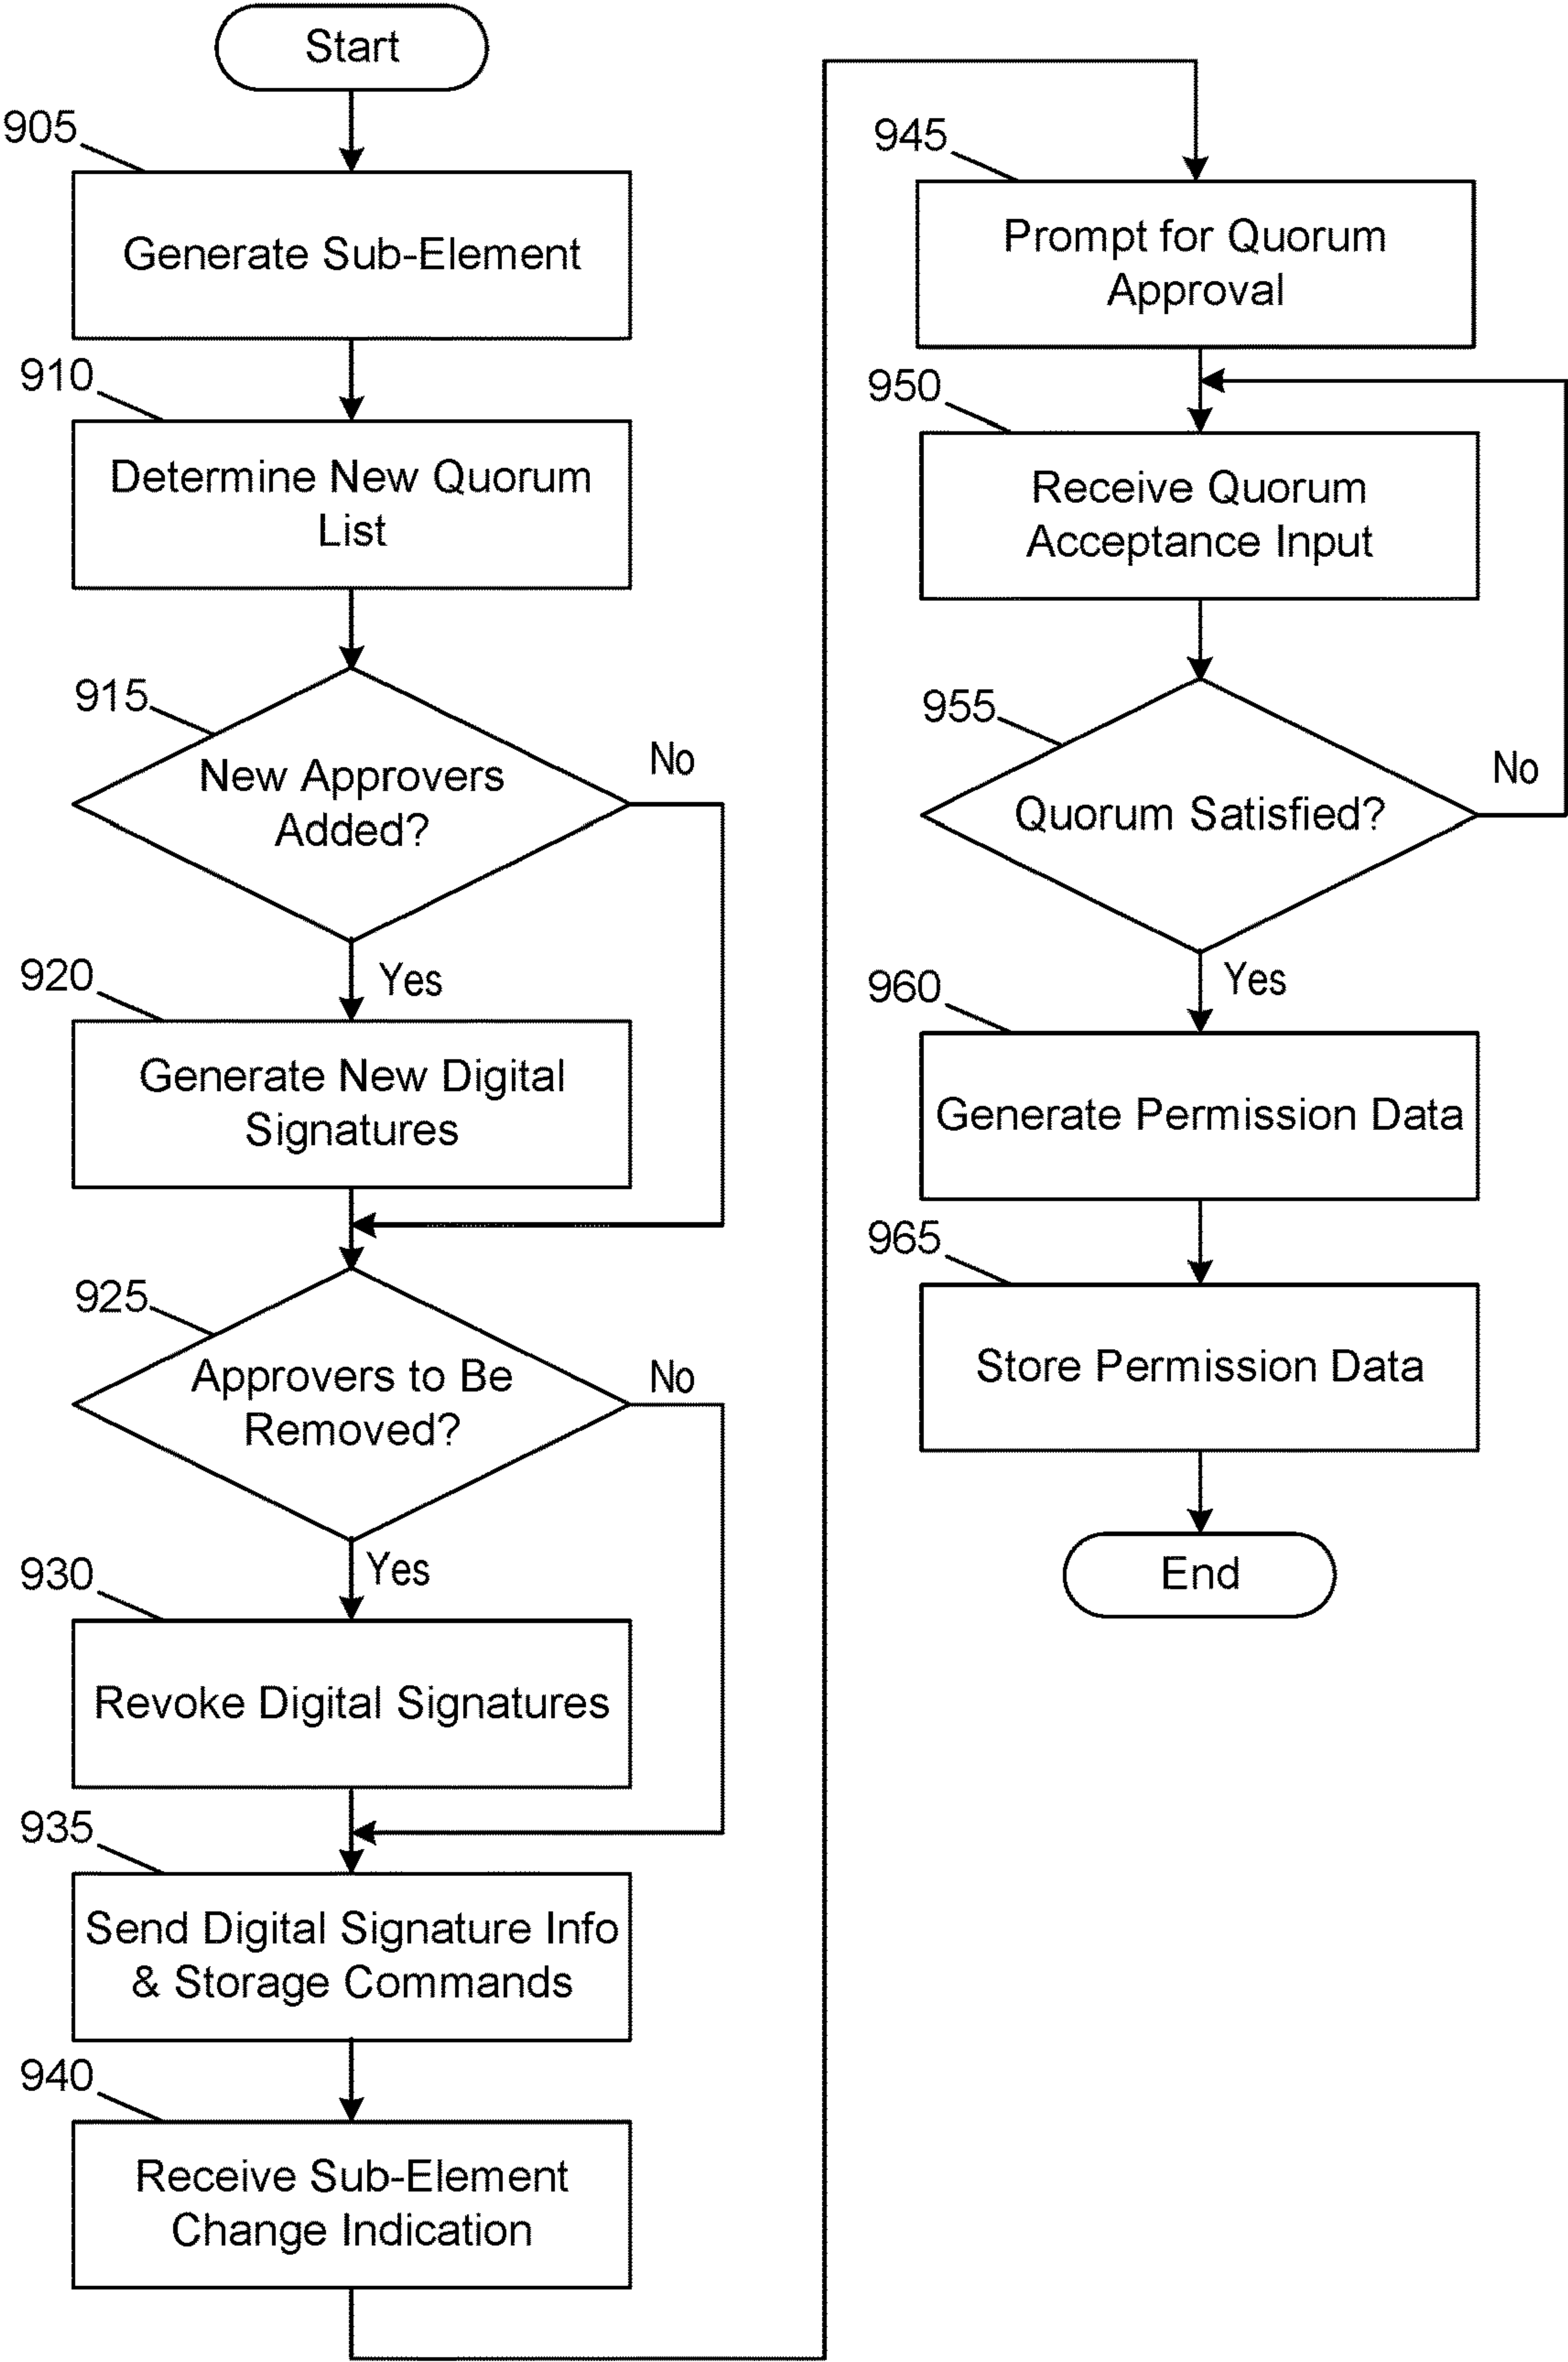 Start
905
Generate Sub-Element
910
Determine New Quorum
List
915
New Approvers
Added?
No
Yes
920
Generate New Digital
Signatures
925
Approvers to Be
Removed?
No
Yes
930
Revoke Digital Signatures
935
Send Digital Signature Info
& Storage Commands
940
Receive Sub-Element
Change Indication
945
Prompt for Quorum
Approval
950
Receive Quorum
Acceptance Input
955
Quorum Satisfied?
No
Yes
960
Generate Permission Data
965
Store Permission Data
End